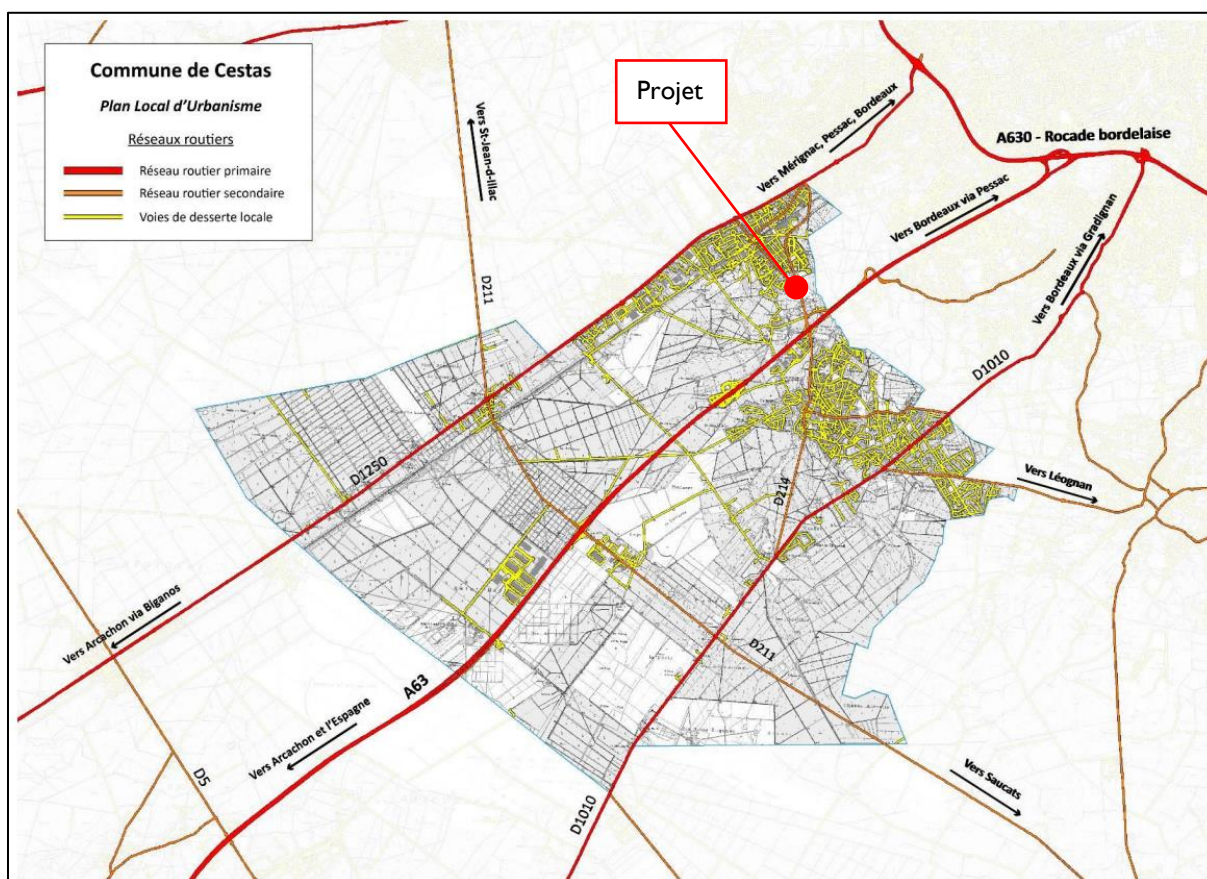 Commune de Cestas
Plan Local d'Urbanisme
Réseaux routiers
Réseau routier primaire
Réseau routier secondaire
Voies de desserte locale
Projet
Vers St-Jean-d-Illac
Vers Mérignac, Pessac, Bordeaux
A630 - Rocade bordelaise
Vers Bordeaux via Pessac
Vers Bordeaux via Gradignan
D211
D1010
D1250
D214
Vers Léognan
Vers Arcachon via Biganos
D211
A63
Vers Arcachon et l'Espagne
D5
Vers Saucats
D1010